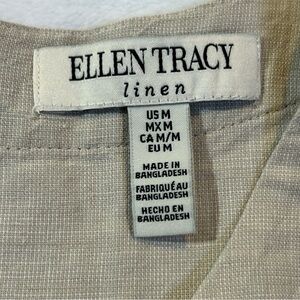 ELLEN TRACY
linen
US M
MX M
CA M/M
EU M
MADE IN
BANGLADESH
FABRIQUÉ AU
BANGLADESH
HECHO EN
BANGLADESH